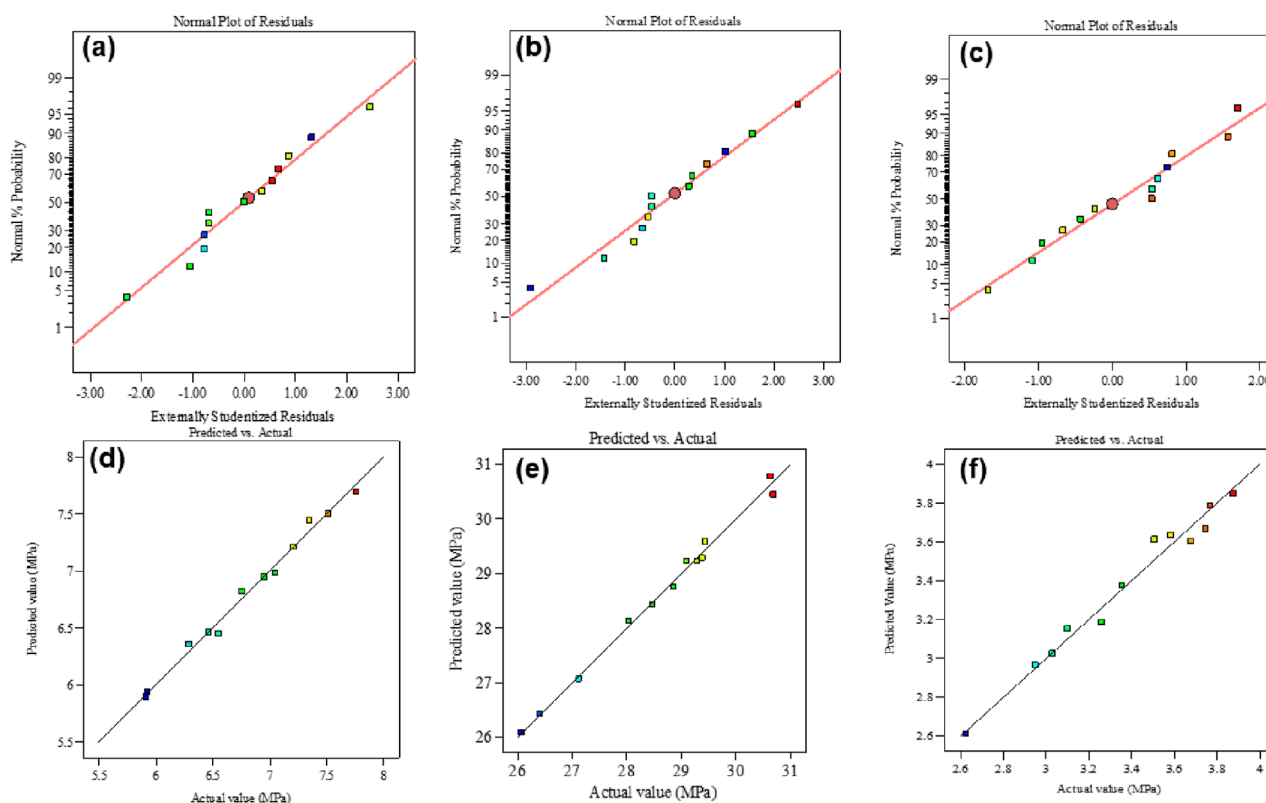 Normal Plot of Residuals
(a)
Normal % Probability
99
95
90
80
70
50
30
20
10
5
1
-3.00 -2.00 -1.00 0.00 1.00 2.00 3.00
Externally Studentized Residuals
Normal Plot of Residuals
(b)
Normal % Probability
99
95
90
80
70
50
30
20
10
5
1
-3.00 -2.00 -1.00 0.00 1.00 2.00 3.00
Externally Studentized Residuals
Normal Plot of Residuals
(c)
Normal % Probability
99
95
90
80
70
50
30
20
10
5
1
-2.00 -1.00 0.00 1.00 2.00
Externally Studentized Residuals
Predicted vs. Actual
(d)
Predicted value (MPa)
8
7.5
7
6.5
6
5.5
5.5 6 6.5 7 7.5 8
Actual value (MPa)
Predicted vs. Actual
(e)
Predicted value (MPa)
31
30
29
28
27
26
26 27 28 29 30 31
Actual value (MPa)
Predicted vs. Actual
(f)
Predicted Value (MPa)
4
3.8
3.6
3.4
3.2
3
2.8
2.6
2.6 2.8 3 3.2 3.4 3.6 3.8 4
Actual value (MPa)